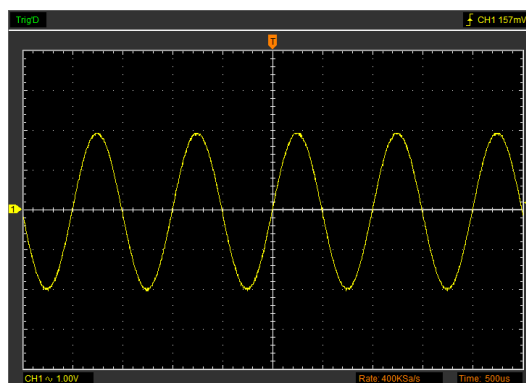 Trig'D
CH1 157mV
T
1
CH1 ∿ 1.00V
Rate: 400KSa/s
Time: 500us